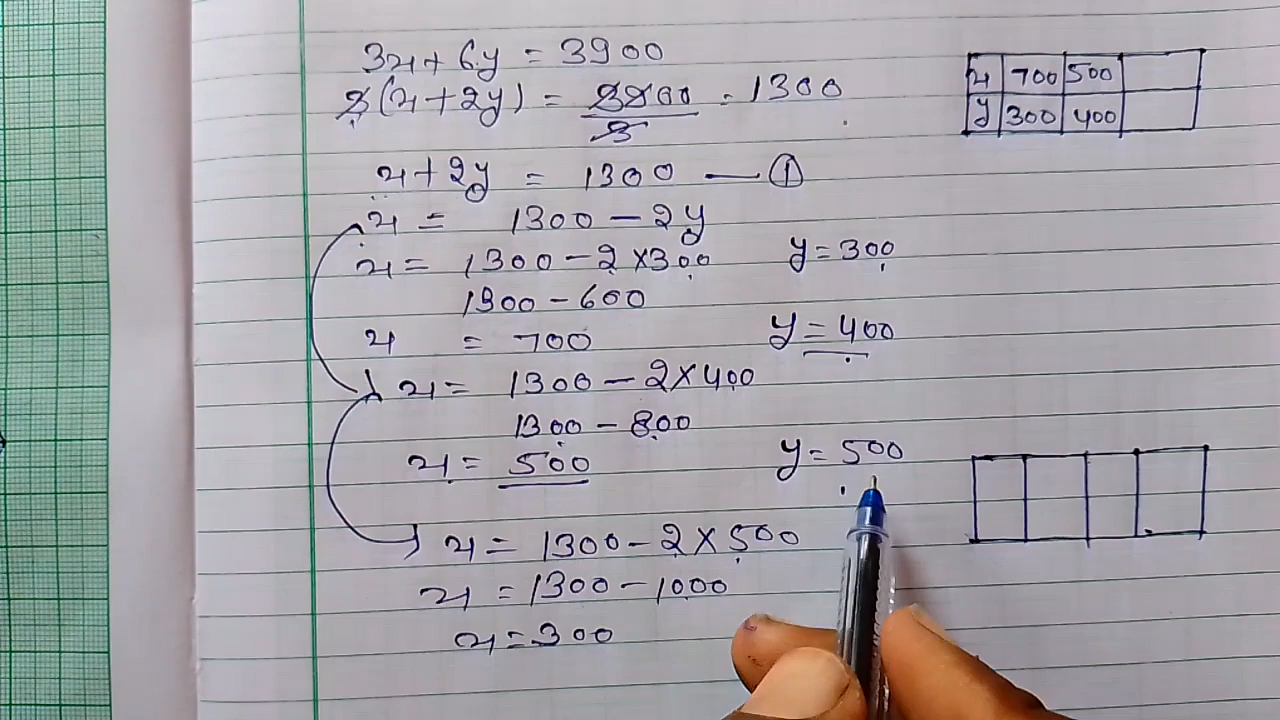 3x + 6y = 3900
3(x + 2y) = 3900/3 = 1300
x + 2y = 1300 — ①
x = 1300 - 2y
x = 1300 - 2×300   y = 300
1300 - 600
x = 700   y = 400
x = 1300 - 2×400
1300 - 800
x = 500   y = 500
x = 1300 - 2×500
x = 1300 - 1000
x = 300
x 700 500
y 300 400